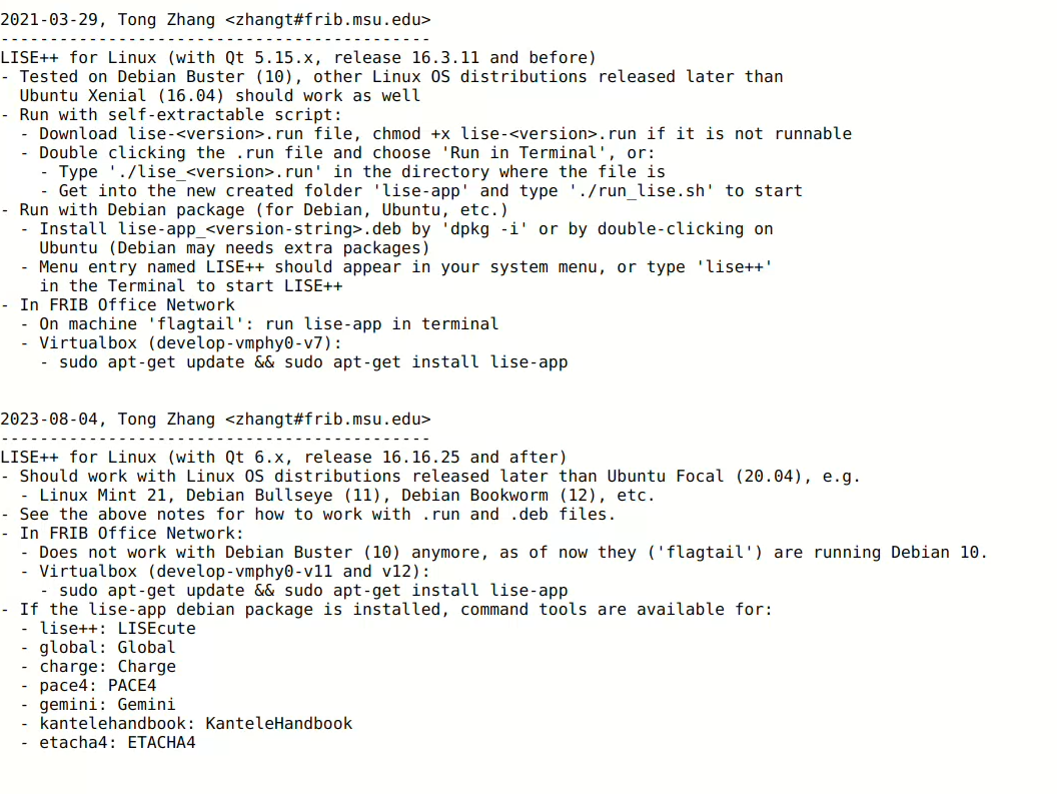 2021-03-29, Tong Zhang <zhangt#frib.msu.edu>
--------------------------------------------
LISE++ for Linux (with Qt 5.15.x, release 16.3.11 and before)
- Tested on Debian Buster (10), other Linux OS distributions released later than
  Ubuntu Xenial (16.04) should work as well
- Run with self-extractable script:
  - Download lise-<version>.run file, chmod +x lise-<version>.run if it is not runnable
  - Double clicking the .run file and choose 'Run in Terminal', or:
    - Type './lise_<version>.run' in the directory where the file is
    - Get into the new created folder 'lise-app' and type './run_lise.sh' to start
- Run with Debian package (for Debian, Ubuntu, etc.)
  - Install lise-app_<version-string>.deb by 'dpkg -i' or by double-clicking on
    Ubuntu (Debian may needs extra packages)
  - Menu entry named LISE++ should appear in your system menu, or type 'lise++'
    in the Terminal to start LISE++
- In FRIB Office Network
  - On machine 'flagtail': run lise-app in terminal
  - Virtualbox (develop-vmphy0-v7):
    - sudo apt-get update && sudo apt-get install lise-app
2023-08-04, Tong Zhang <zhangt#frib.msu.edu>
--------------------------------------------
LISE++ for Linux (with Qt 6.x, release 16.16.25 and after)
- Should work with Linux OS distributions released later than Ubuntu Focal (20.04), e.g.
  - Linux Mint 21, Debian Bullseye (11), Debian Bookworm (12), etc.
- See the above notes for how to work with .run and .deb files.
- In FRIB Office Network:
  - Does not work with Debian Buster (10) anymore, as of now they ('flagtail') are running Debian 10.
  - Virtualbox (develop-vmphy0-v11 and v12):
    - sudo apt-get update && sudo apt-get install lise-app
- If the lise-app debian package is installed, command tools are available for:
  - lise++: LISEcute
  - global: Global
  - charge: Charge
  - pace4: PACE4
  - gemini: Gemini
  - kantelehandbook: KanteleHandbook
  - etacha4: ETACHA4